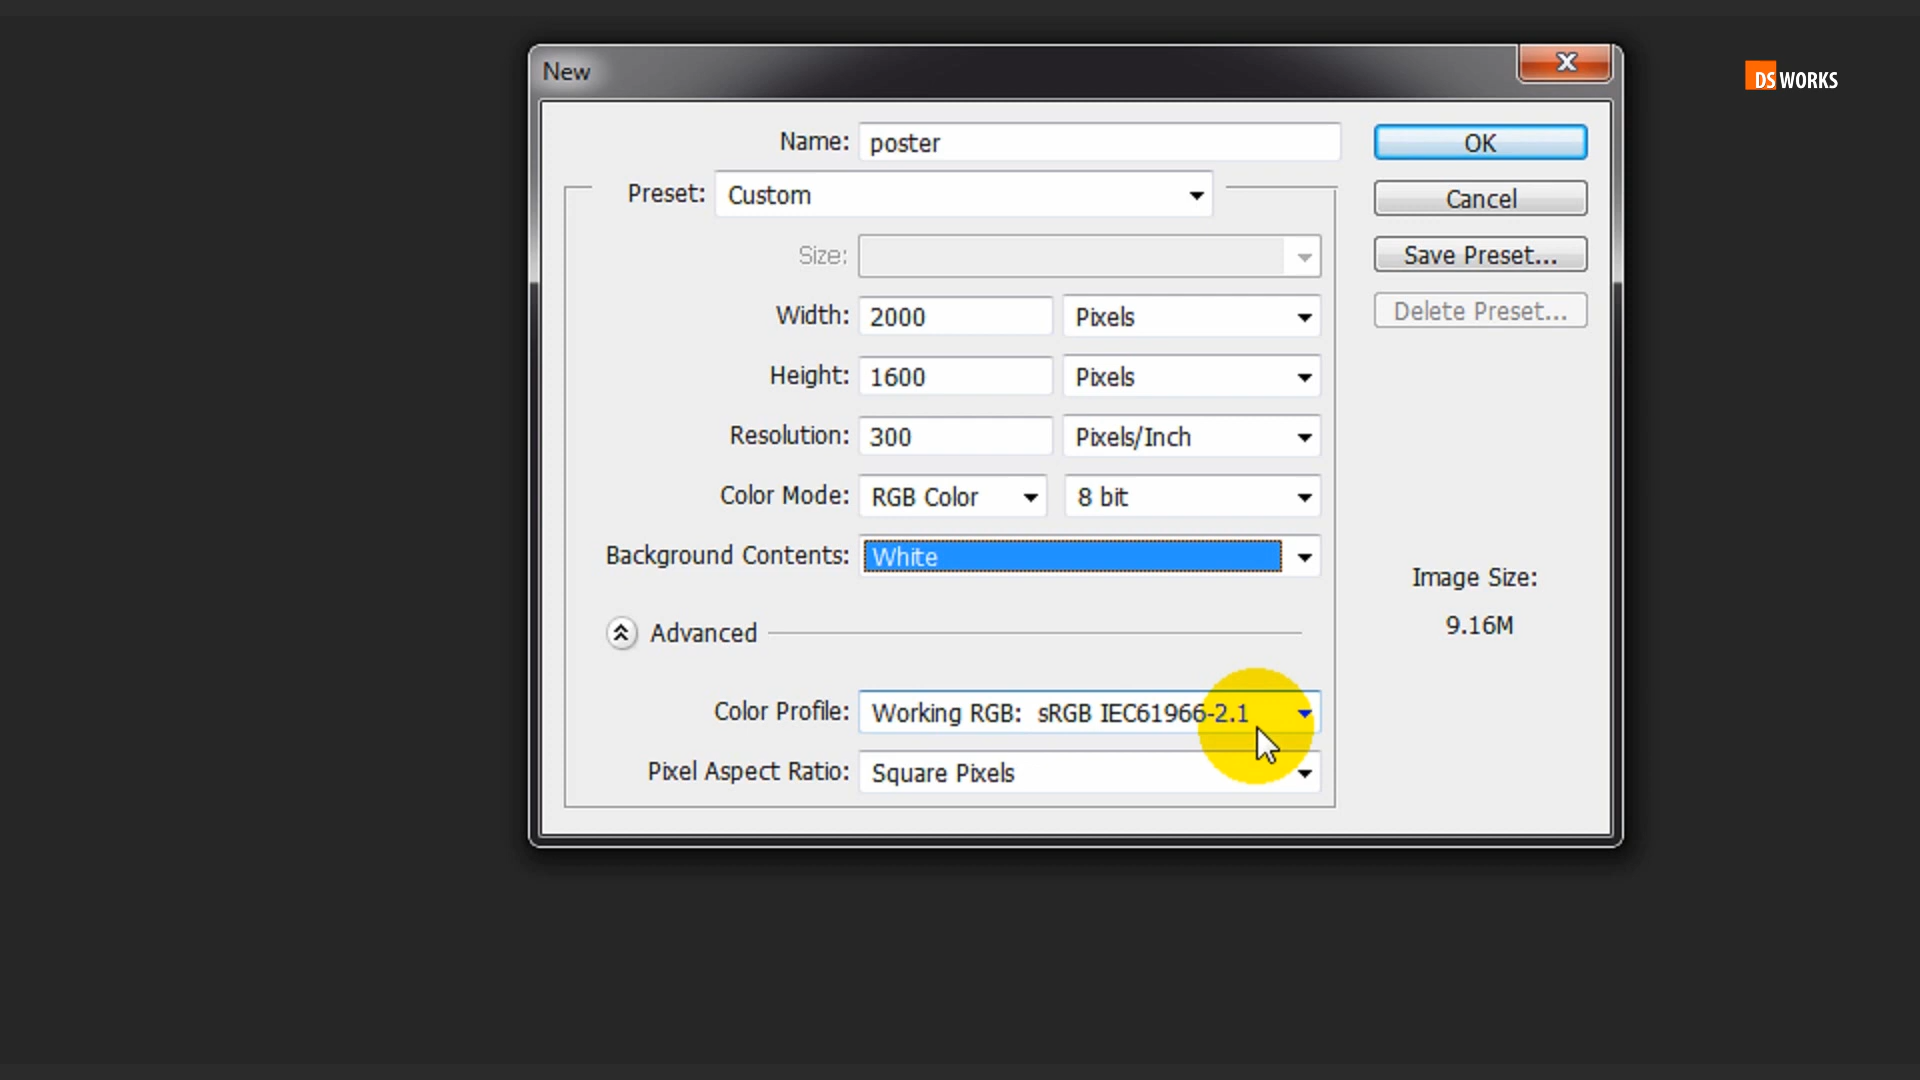 New
DS WORKS
Name: poster
OK
Preset: Custom
Cancel
Size:
Save Preset...
Width: 2000 Pixels
Delete Preset...
Height: 1600 Pixels
Resolution: 300 Pixels/Inch
Color Mode: RGB Color 8 bit
Background Contents: White
Image Size:
9.16M
Advanced
Color Profile: Working RGB: sRGB IEC61966-2.1
Pixel Aspect Ratio: Square Pixels